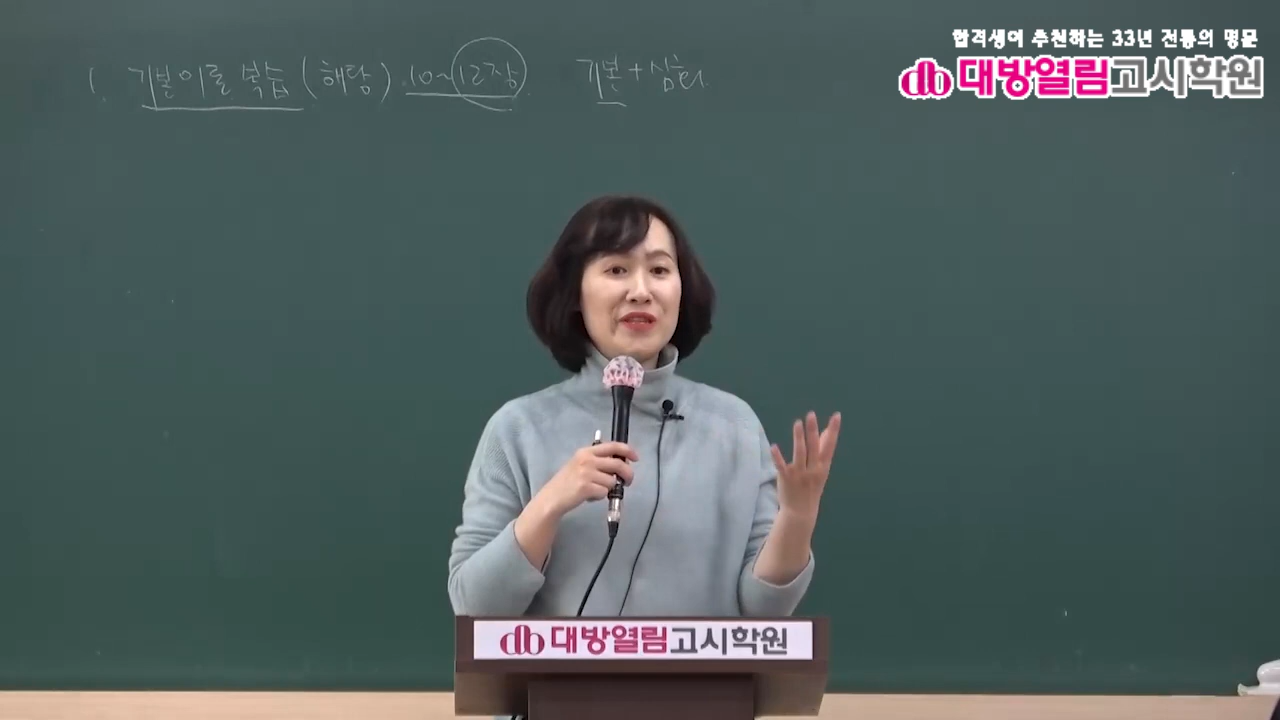 합격생이 추천하는 33년 전통의 명문
대방열림고시학원
1. 기본이론 복습 (해당) 10~12장 기본+심화
대방열림고시학원